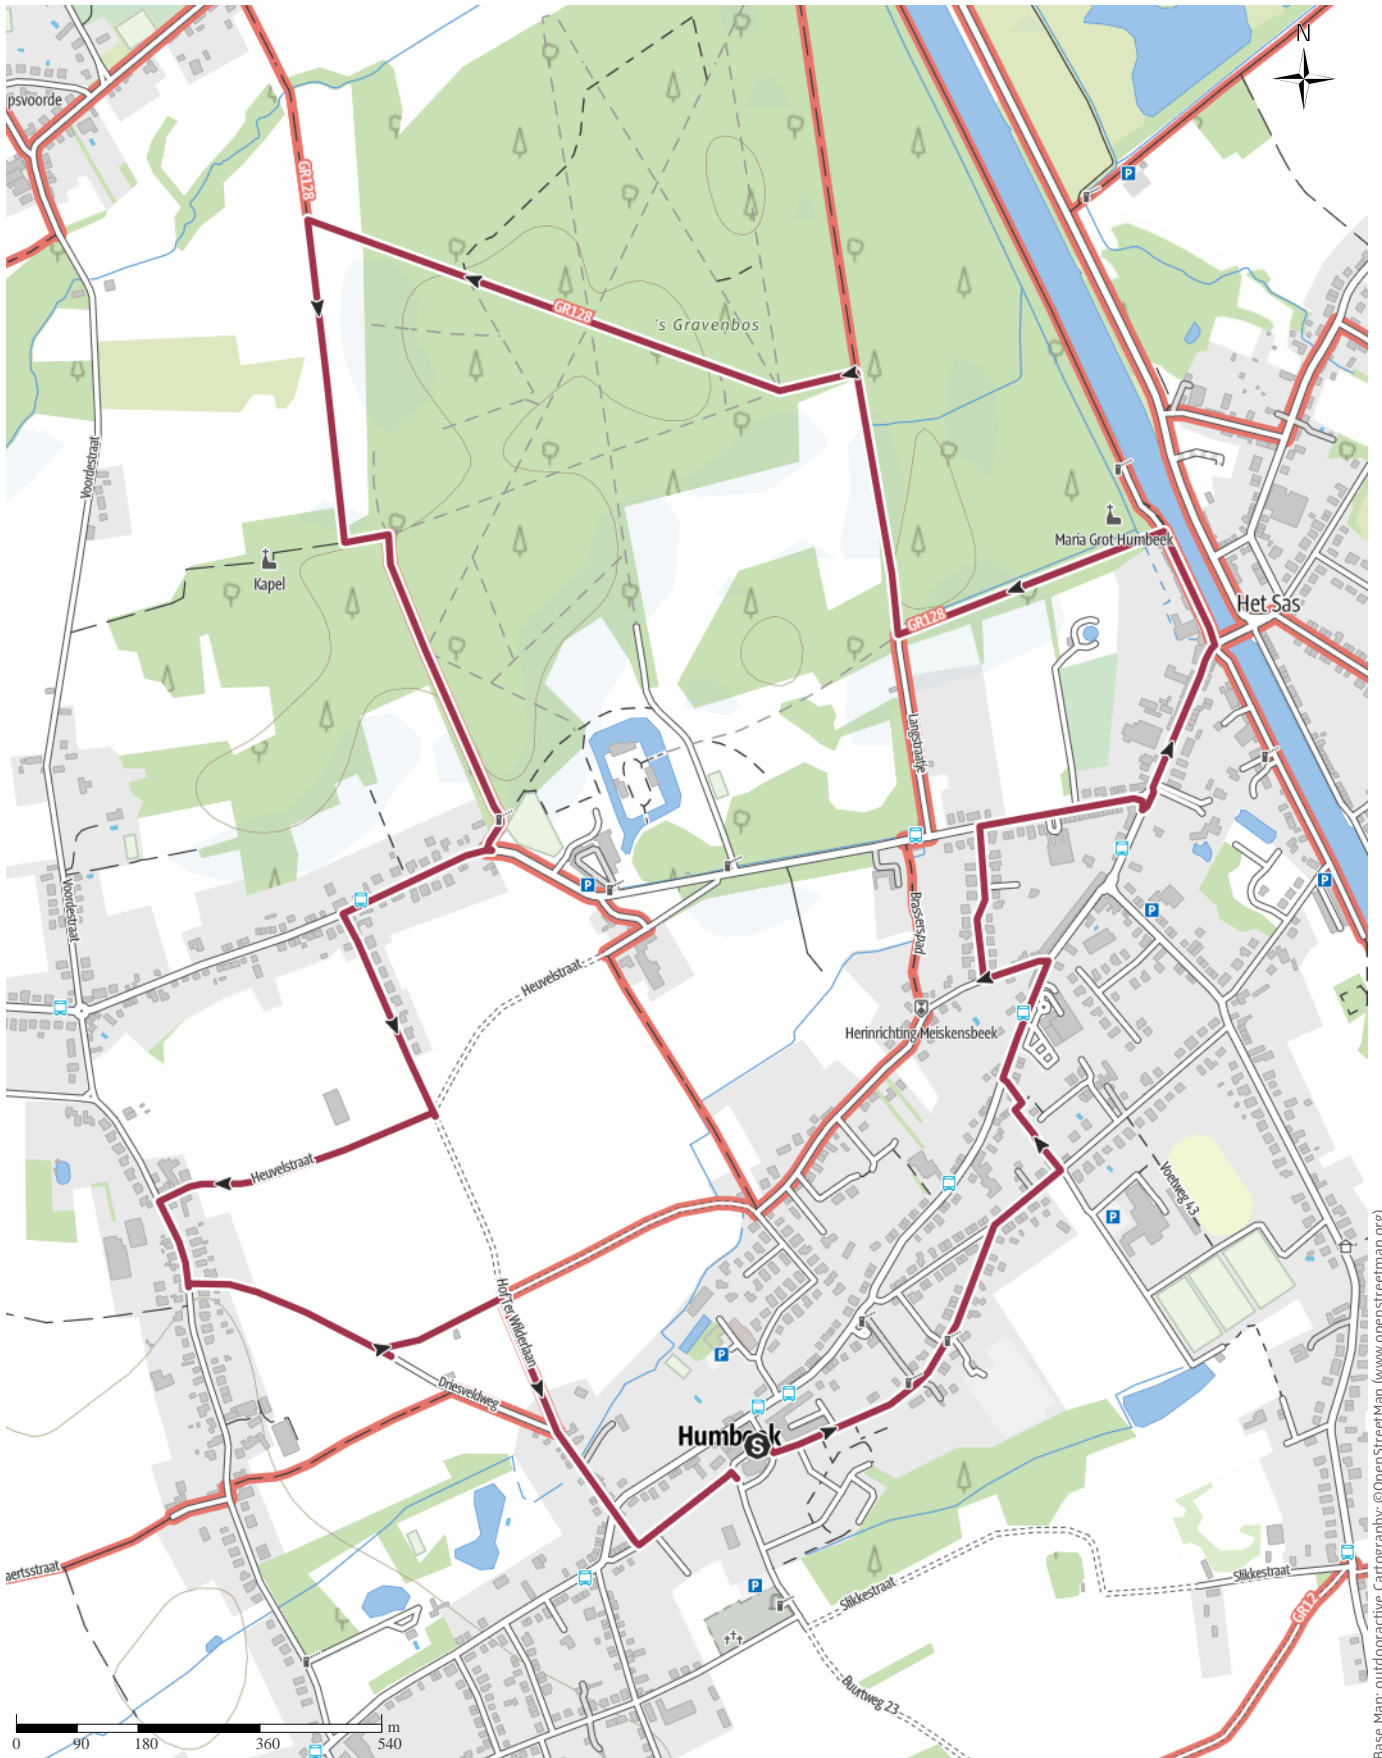 N
psvoorde
P
GR128
GR128
's Gravenbos
Voordestraat
Maria Grot Humbeek
Kapel
Het Sas
GR128
Langstraatje
Voordestraat
P
P
Brasserspad
P
Heuvelstraat
Herinrichting Meiskensbeek
Heuvelstraat
Voetweg 43
P
Hof Ter Wilderlaan
P
Driesveldweg
Humbeek
S
aertsstraat
Slikkestraat
Slikkestraat
P
GR12
Buurtweg 23
m
0 90 180 360 540
Base Map: outdooractive Cartography: ©OpenStreetMap (www.openstreetmap.org)